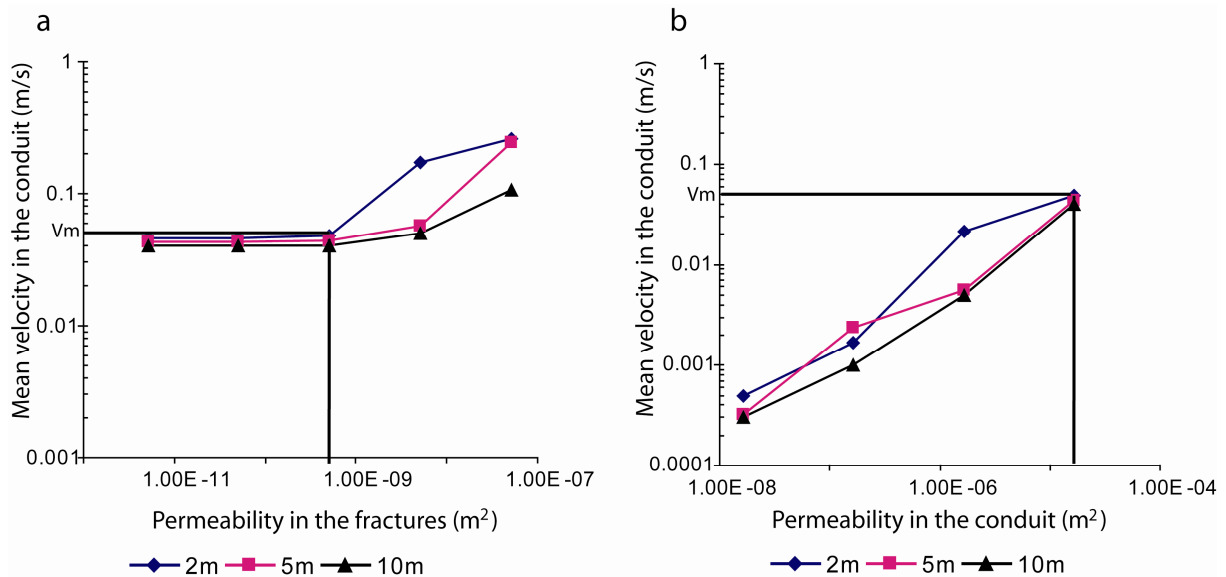 a
Mean velocity in the conduit (m/s)
1
0.1
Vm
0.01
0.001
1.00E-11 1.00E-09 1.00E-07
Permeability in the fractures (m²)
2m 5m 10m
b
Mean velocity in the conduit (m/s)
1
0.1
Vm
0.01
0.001
0.0001
1.00E-08 1.00E-06 1.00E-04
Permeability in the conduit (m²)
2m 5m 10m